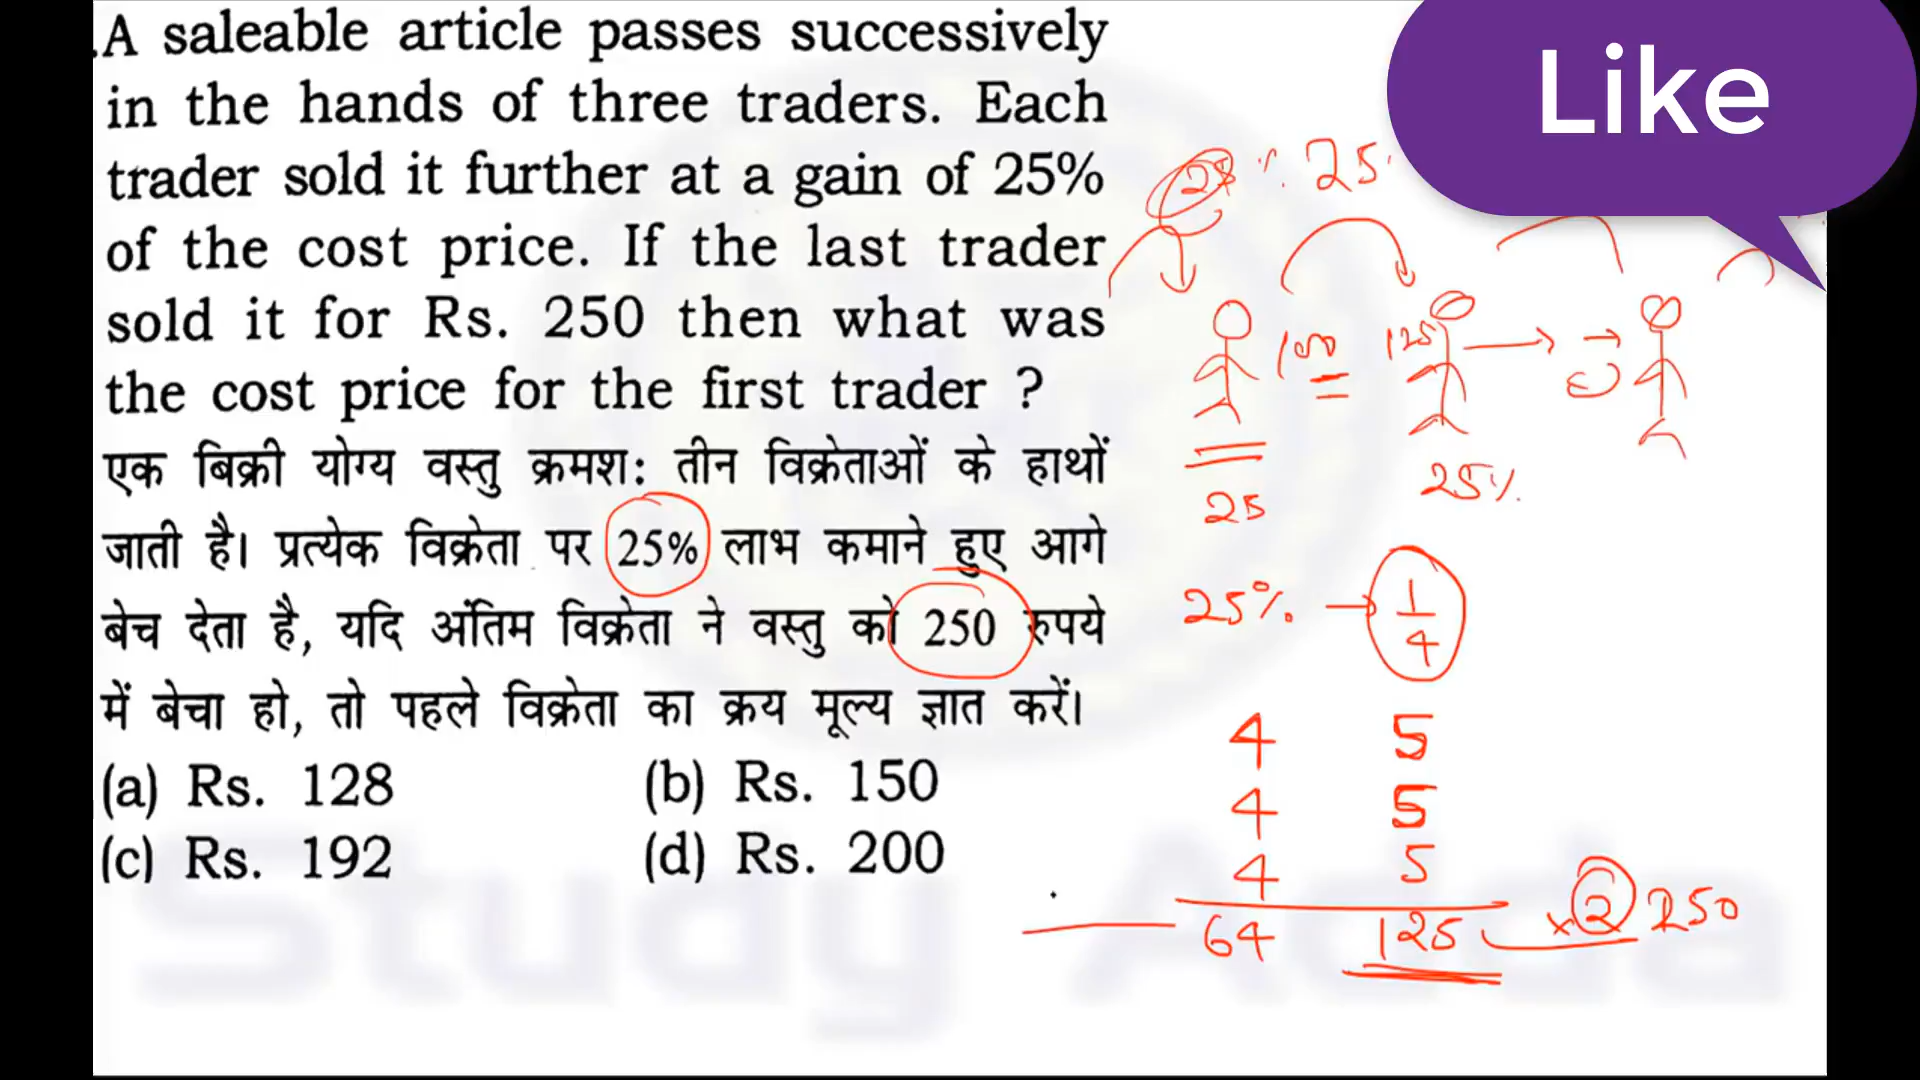 .A saleable article passes successively
in the hands of three traders. Each
trader sold it further at a gain of 25%
of the cost price. If the last trader
sold it for Rs. 250 then what was
the cost price for the first trader ?
एक बिक्री योग्य वस्तु क्रमश: तीन विक्रेताओं के हाथों
जाती है। प्रत्येक विक्रेता पर 25% लाभ कमाने हुए आगे
बेच देता है, यदि अंतिम विक्रेता ने वस्तु को 250 रुपये
में बेचा हो, तो पहले विक्रेता का क्रय मूल्य ज्ञात करें।
(a) Rs. 128 (b) Rs. 150
(c) Rs. 192 (d) Rs. 200
Like
25
100 125
25 25%
25% → 1/4
4 5
4 5
4 5
64 125 ×2 250
Study Adda